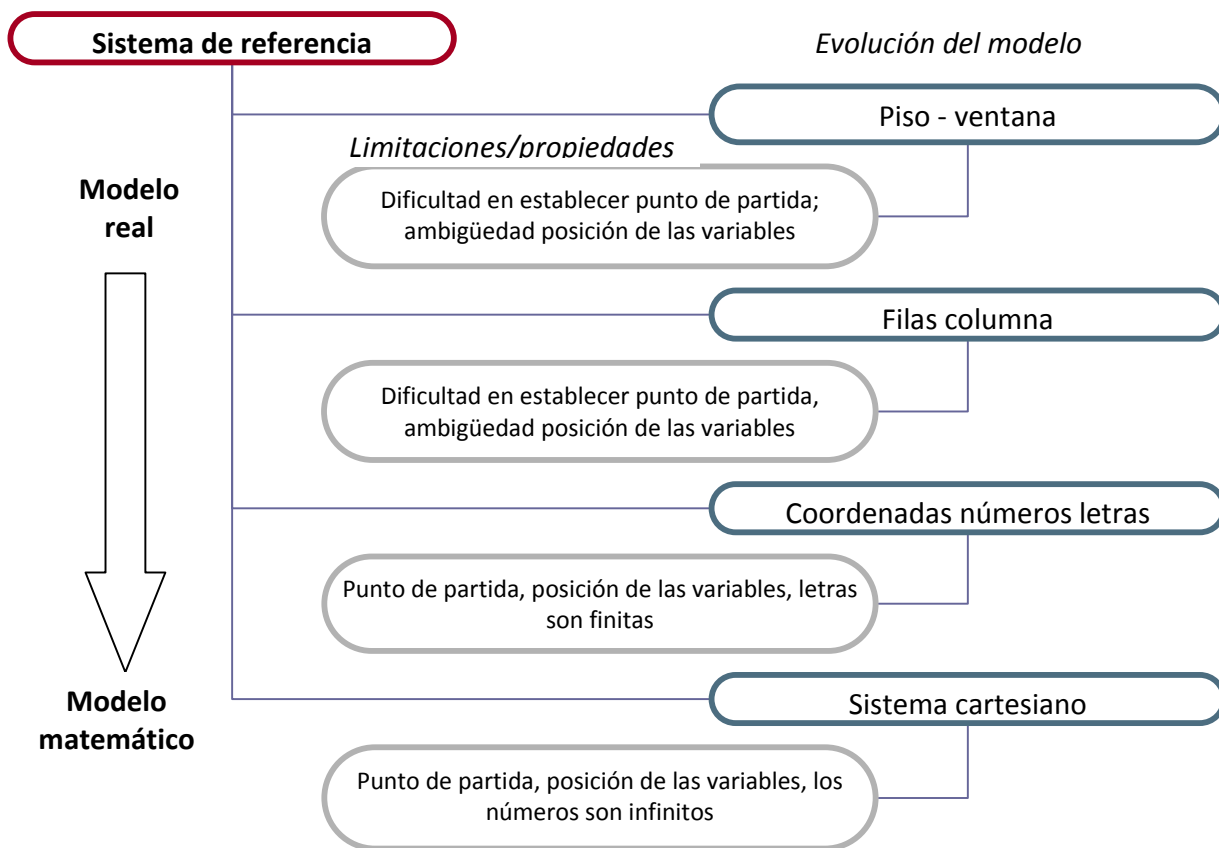 Sistema de referencia
Evolución del modelo
Piso - ventana
Limitaciones/propiedades
Modelo
real
Dificultad en establecer punto de partida;
ambigüedad posición de las variables
Filas columna
Dificultad en establecer punto de partida,
ambigüedad posición de las variables
Coordenadas números letras
Punto de partida, posición de las variables, letras
son finitas
Modelo
matemático
Sistema cartesiano
Punto de partida, posición de las variables, los
números son infinitos